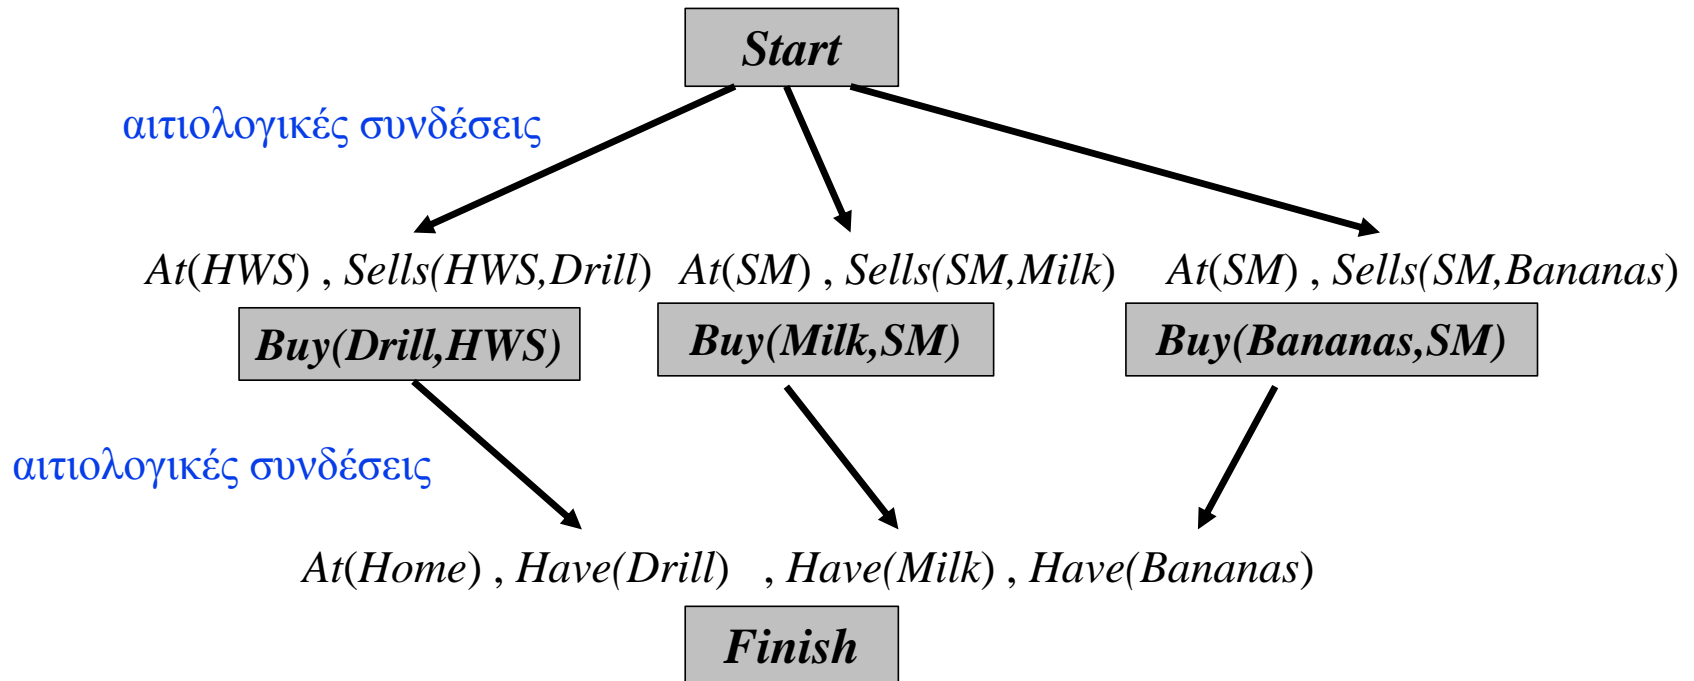 Start
αιτιολογικές συνδέσεις
At(HWS) , Sells(HWS,Drill) At(SM) , Sells(SM,Milk) At(SM) , Sells(SM,Bananas)
Buy(Drill,HWS) Buy(Milk,SM) Buy(Bananas,SM)
αιτιολογικές συνδέσεις
At(Home) , Have(Drill) , Have(Milk) , Have(Bananas)
Finish